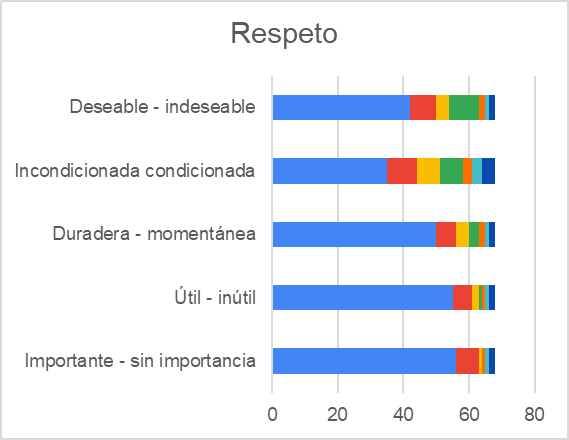 Respeto
Deseable - indeseable
Incondicionada condicionada
Duradera - momentánea
Útil - inútil
Importante - sin importancia
0 20 40 60 80